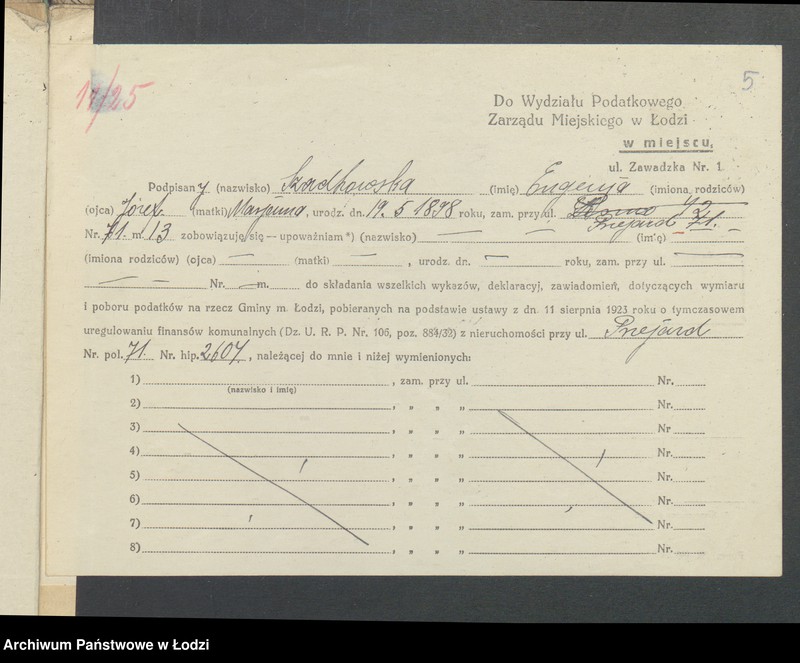 11/25
5
Do Wydziału Podatkowego
Zarządu Miejskiego w Łodzi
w miejscu,
ul. Zawadzka Nr. 1
Podpisany (nazwisko) Szadkowska (imię) Eugenja (imiona rodziców)
(ojca) Józef (matki) Marjanna, urodz. dn. 19.5 1898 roku, zam. przy ul. 42
Przejazd 71.
Nr. 71. m. 13 zobowiązuję się — upoważniam *) (nazwisko) — — (imię) — —
(imiona rodziców) (ojca) — (matki) —, urodz. dn. — roku, zam. przy ul. —
— — Nr. — m. do składania wszelkich wykazów, deklaracyj, zawiadomień, dotyczących wymiaru
i poboru podatków na rzecz Gminy m. Łodzi, pobieranych na podstawie ustawy z dn. 11 sierpnia 1923 roku o tymczasowem
uregulowaniu finansów komunalnych (Dz. U. R. P. Nr. 106, poz. 884/32) z nieruchomości przy ul. Przejazd
Nr. pol. 71. Nr. hip. 2607, należącej do mnie i niżej wymienionych:
1) , zam. przy ul. Nr.
(nazwisko i imię)
2) , „ „ „ Nr.
3) , „ „ „ Nr.
4) , „ „ „ Nr.
5) , „ „ „ Nr.
6) , „ „ „ Nr.
7) , „ „ „ Nr.
8) , „ „ „ Nr.
Archiwum Państwowe w Łodzi